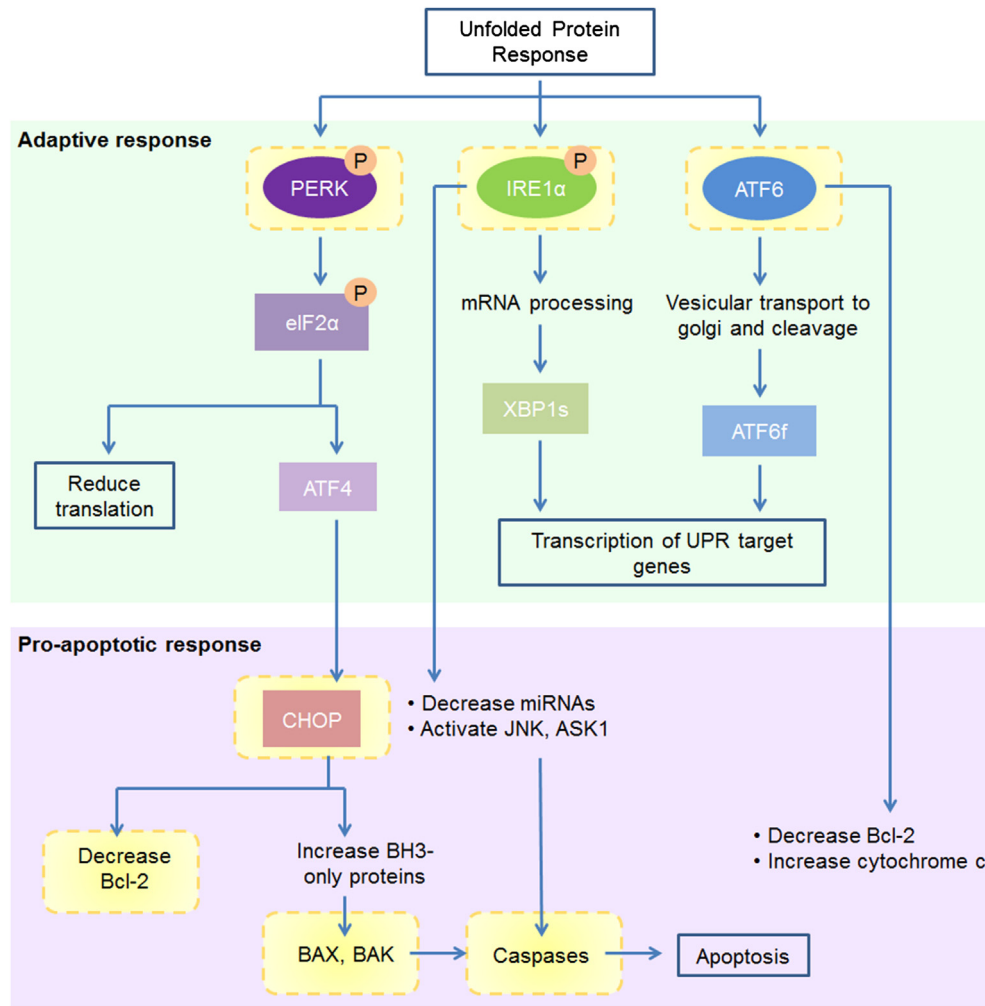 Unfolded Protein
Response
Adaptive response
P
PERK
P
IRE1α
ATF6
P
eIF2α
mRNA processing
Vesicular transport to
golgi and cleavage
XBP1s
ATF6f
Reduce
translation
ATF4
Transcription of UPR target
genes
Pro-apoptotic response
CHOP
• Decrease miRNAs
• Activate JNK, ASK1
Decrease
Bcl-2
Increase BH3-
only proteins
• Decrease Bcl-2
• Increase cytochrome c
BAX, BAK
Caspases
Apoptosis